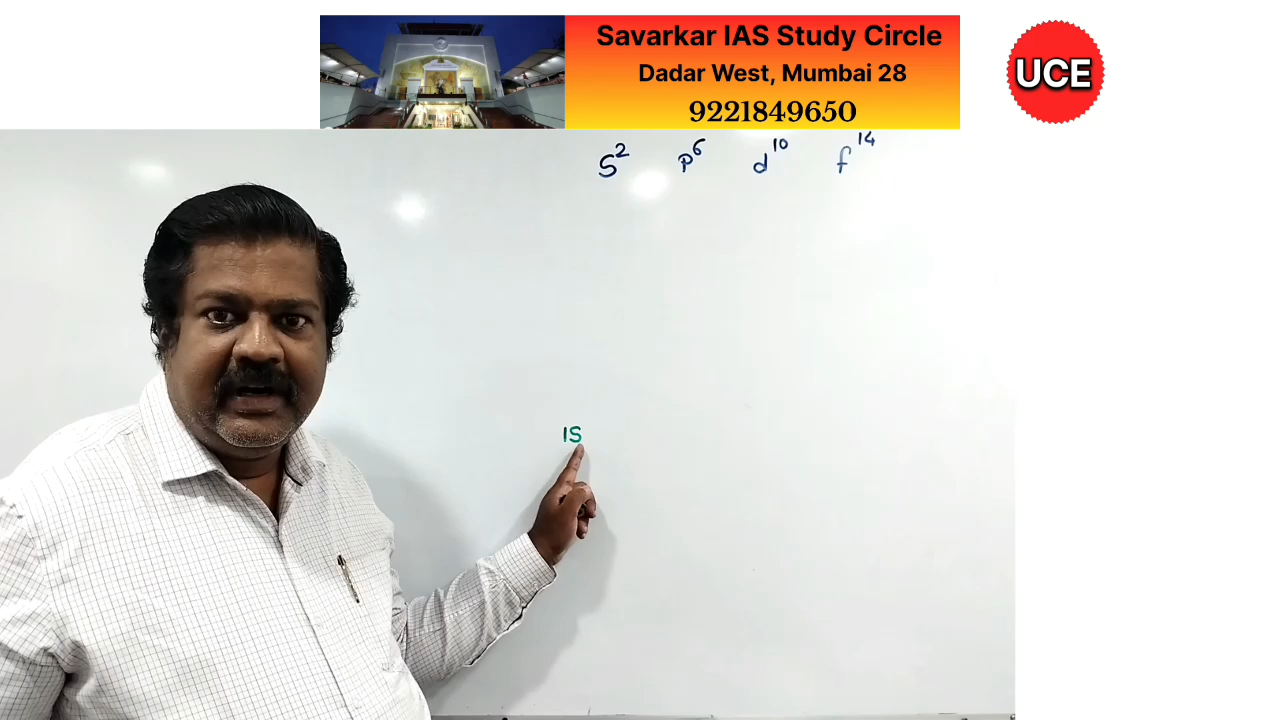 Savarkar IAS Study Circle
Dadar West, Mumbai 28
9221849650
UCE
S² P⁶ d¹⁰ f¹⁴
1S